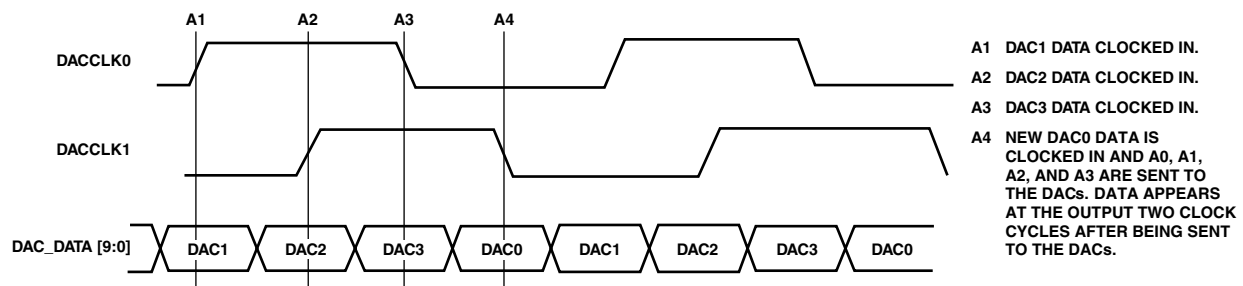 A1 A2 A3 A4
DACCLK0
DACCLK1
DAC_DATA [9:0] DAC1 DAC2 DAC3 DAC0 DAC1 DAC2 DAC3 DAC0
A1 DAC1 DATA CLOCKED IN.
A2 DAC2 DATA CLOCKED IN.
A3 DAC3 DATA CLOCKED IN.
A4 NEW DAC0 DATA IS
CLOCKED IN AND A0, A1,
A2, AND A3 ARE SENT TO
THE DACs. DATA APPEARS
AT THE OUTPUT TWO CLOCK
CYCLES AFTER BEING SENT
TO THE DACs.